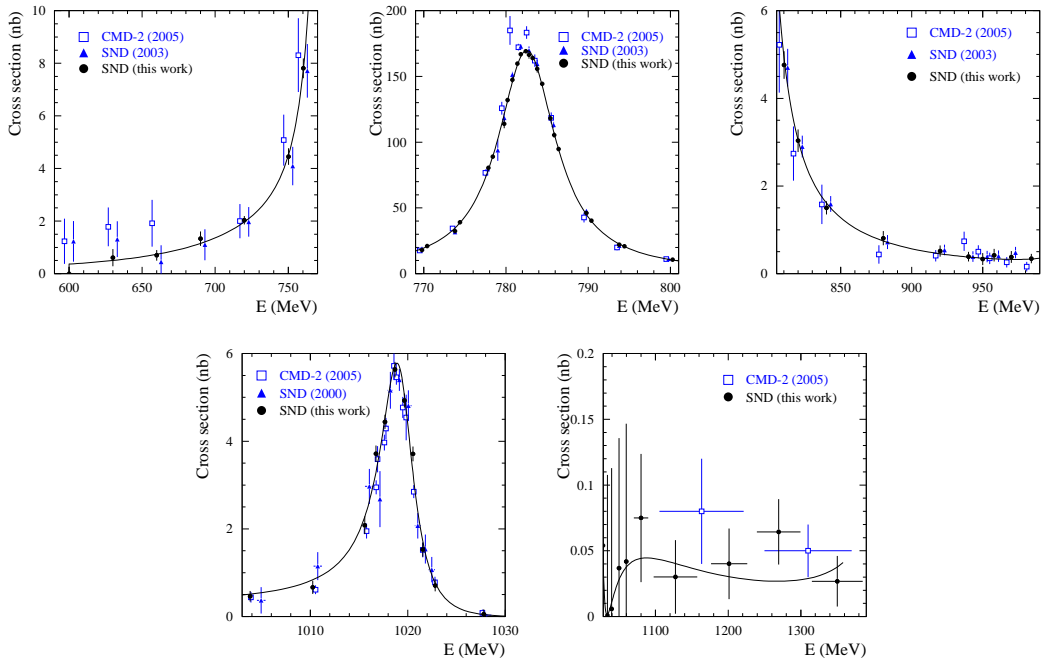 Cross section (nb)
10
8
6
4
2
0
600
650
700
750
E (MeV)
CMD-2 (2005)
SND (2003)
SND (this work)
Cross section (nb)
200
150
100
50
0
770
780
790
800
E (MeV)
CMD-2 (2005)
SND (2003)
SND (this work)
Cross section (nb)
6
4
2
0
850
900
950
E (MeV)
CMD-2 (2005)
SND (2003)
SND (this work)
Cross section (nb)
6
4
2
0
1010
1020
1030
E (MeV)
CMD-2 (2005)
SND (2000)
SND (this work)
Cross section (nb)
0.2
0.15
0.1
0.05
0
1100
1200
1300
E (MeV)
CMD-2 (2005)
SND (this work)